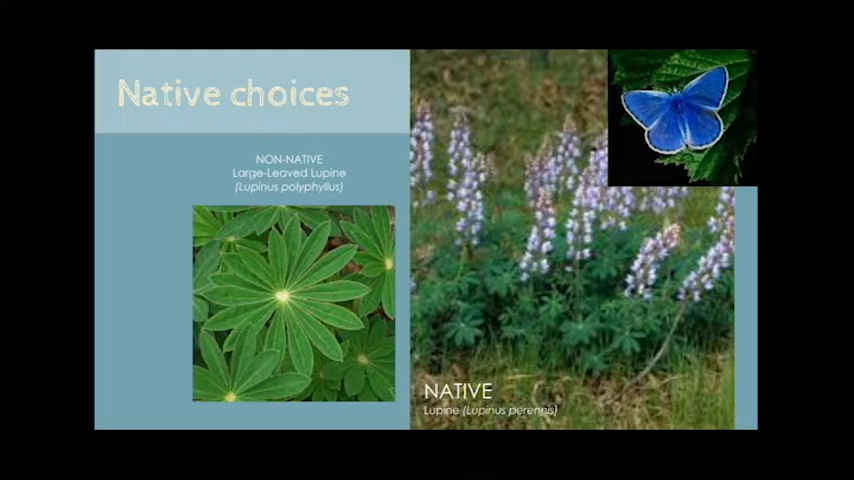 Native choices
NON-NATIVE
Large-Leaved Lupine
(Lupinus polyphyllus)
NATIVE
Lupine (Lupinus perennis)